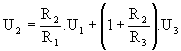 U₂ = R₂/R₁ .U₁ + (1 + R₂/R₃).U₃